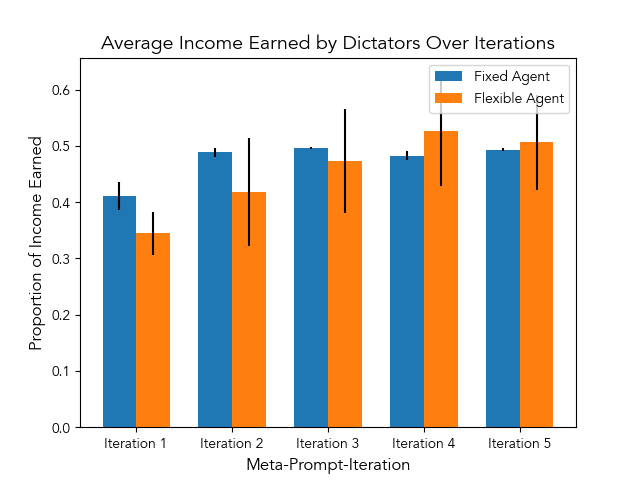 Average Income Earned by Dictators Over Iterations
Fixed Agent
Flexible Agent
Proportion of Income Earned
0.6
0.5
0.4
0.3
0.2
0.1
0.0
Iteration 1
Iteration 2
Iteration 3
Iteration 4
Iteration 5
Meta-Prompt-Iteration